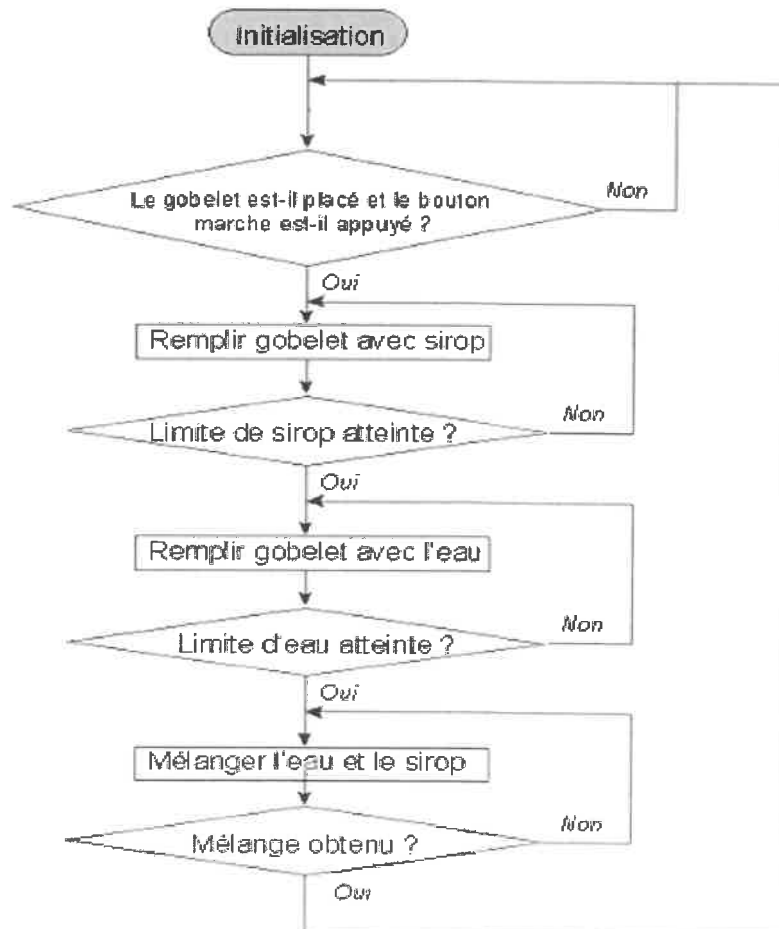 Initialisation
Le gobelet est-il placé et le bouton
marche est-il appuyé ?
Non
Oui
Remplir gobelet avec sirop
Non
Limite de sirop atteinte ?
Oui
Remplir gobelet avec l'eau
Non
Limite d'eau atteinte ?
Oui
Mélanger l'eau et le sirop
Non
Mélange obtenu ?
Oui